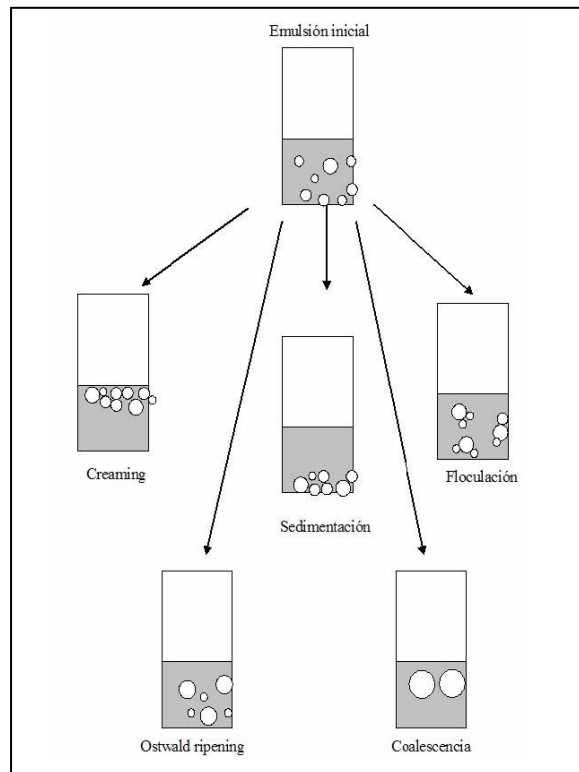 Emulsión inicial
Creaming
Sedimentación
Floculación
Ostwald ripening
Coalescencia